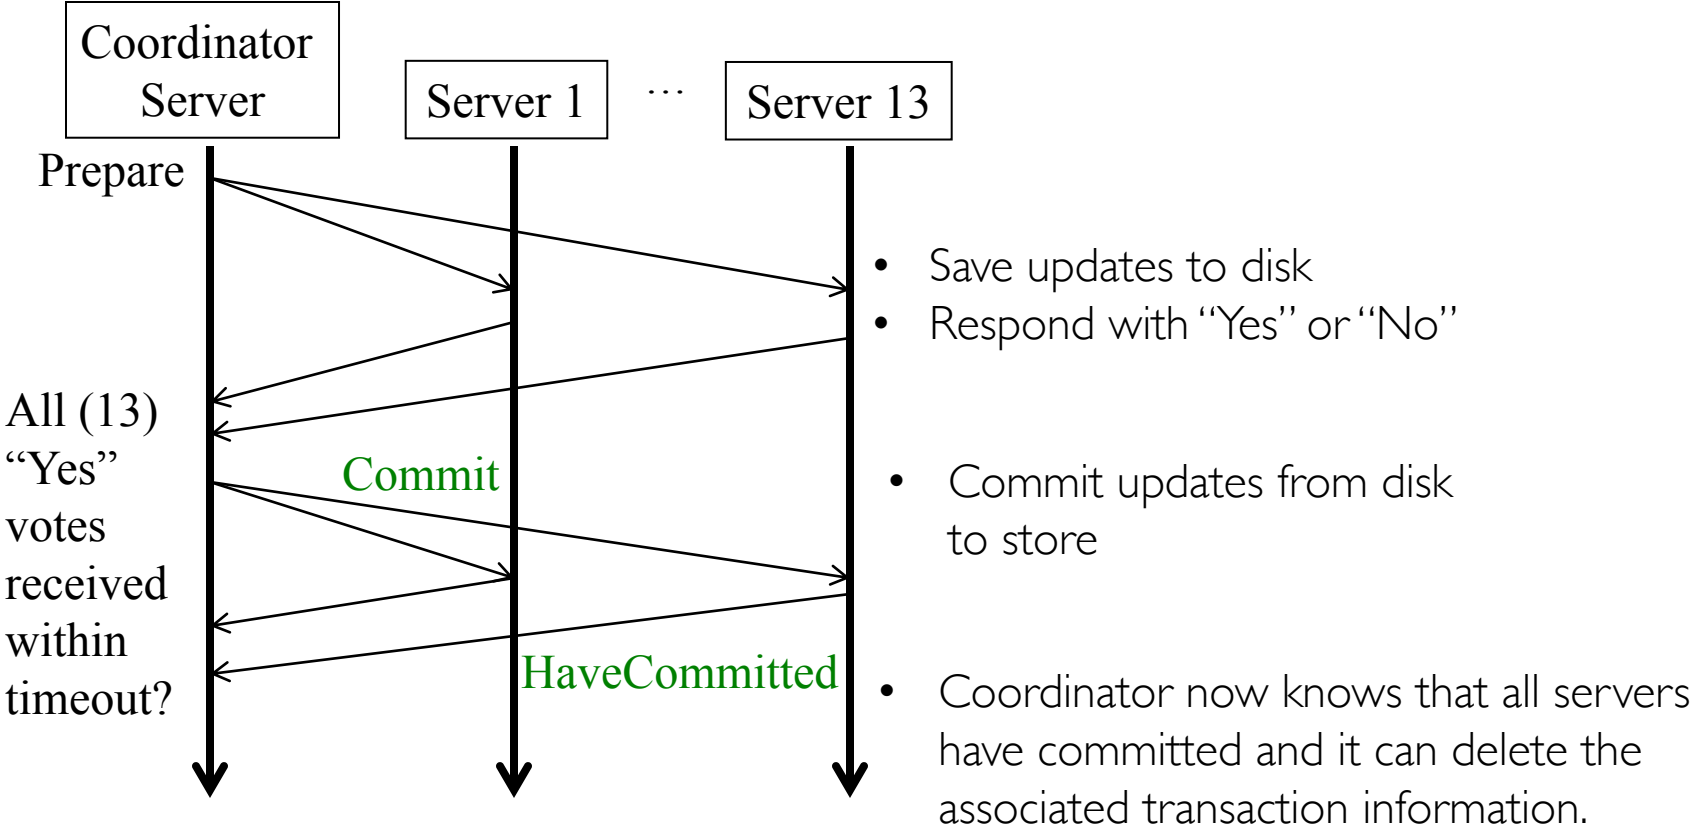 Coordinator
Server
Server 1
...
Server 13
Prepare
• Save updates to disk
• Respond with “Yes” or “No”
All (13)
“Yes”
votes
received
within
timeout?
Commit
• Commit updates from disk
to store
HaveCommitted
• Coordinator now knows that all servers
have committed and it can delete the
associated transaction information.